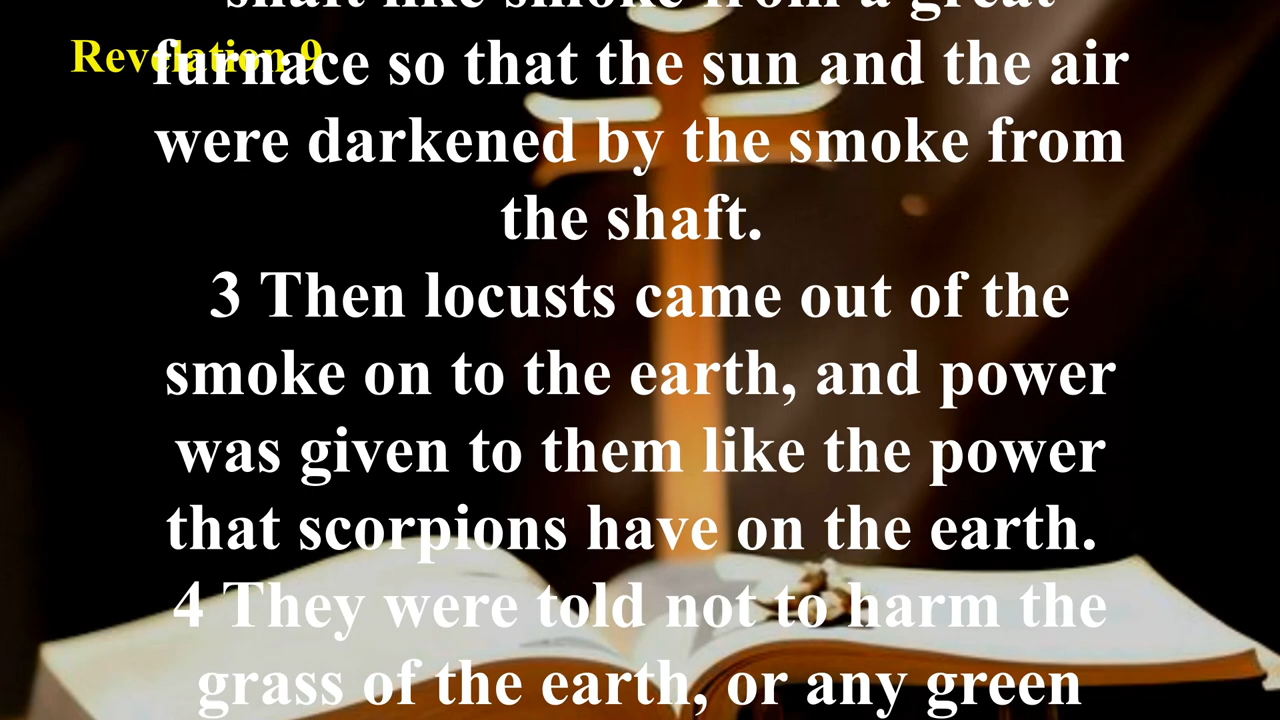 shaft like smoke from a great
Revelation 9
furnace so that the sun and the air
were darkened by the smoke from
the shaft.
3 Then locusts came out of the
smoke on to the earth, and power
was given to them like the power
that scorpions have on the earth.
4 They were told not to harm the
grass of the earth, or any green